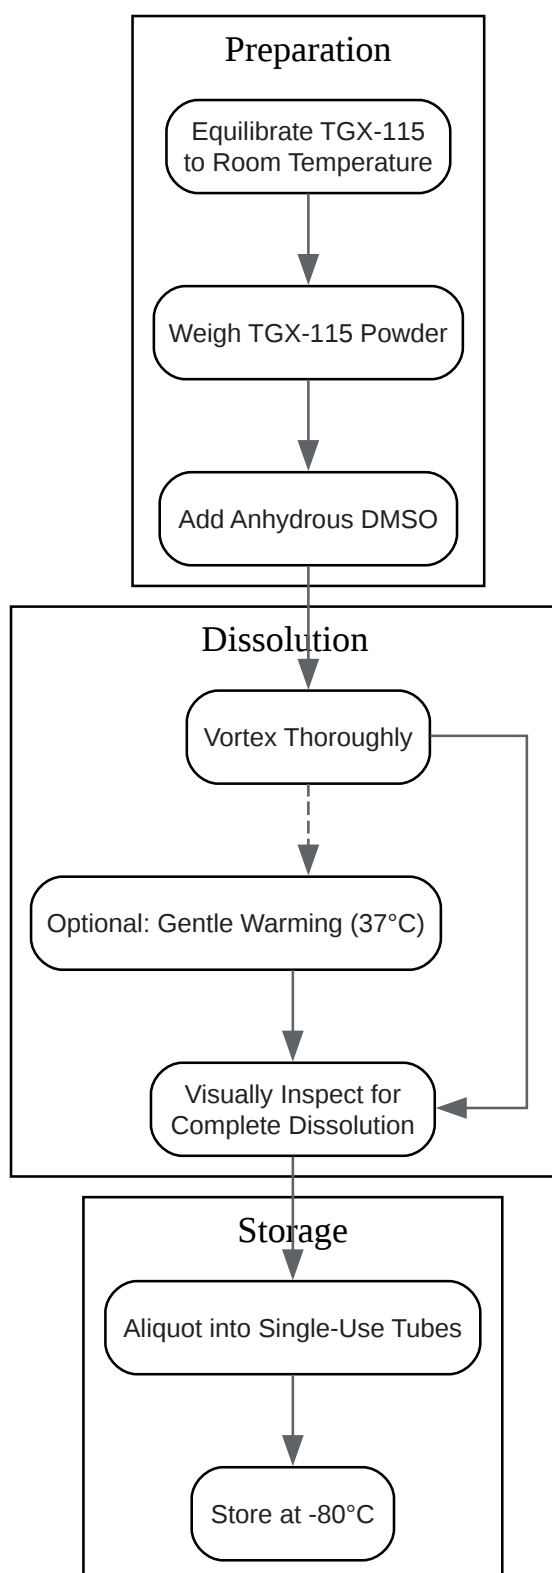 Preparation
Equilibrate TGX-115
to Room Temperature
Weigh TGX-115 Powder
Add Anhydrous DMSO
Dissolution
Vortex Thoroughly
Optional: Gentle Warming (37°C)
Visually Inspect for
Complete Dissolution
Storage
Aliquot into Single-Use Tubes
Store at -80°C